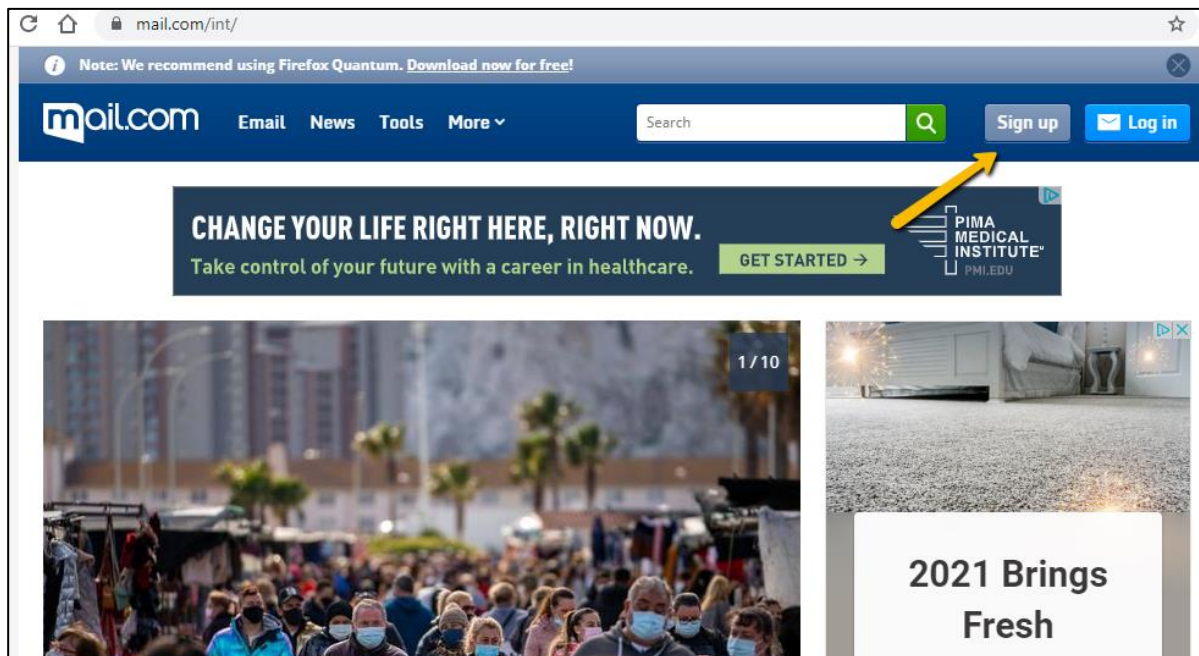 mail.com/int/
Note: We recommend using Firefox Quantum. Download now for free!
mail.com Email News Tools More Search Sign up Log in
CHANGE YOUR LIFE RIGHT HERE, RIGHT NOW.
Take control of your future with a career in healthcare.
GET STARTED →
PIMA
MEDICAL
INSTITUTE
PMI.EDU
1/10
2021 Brings
Fresh